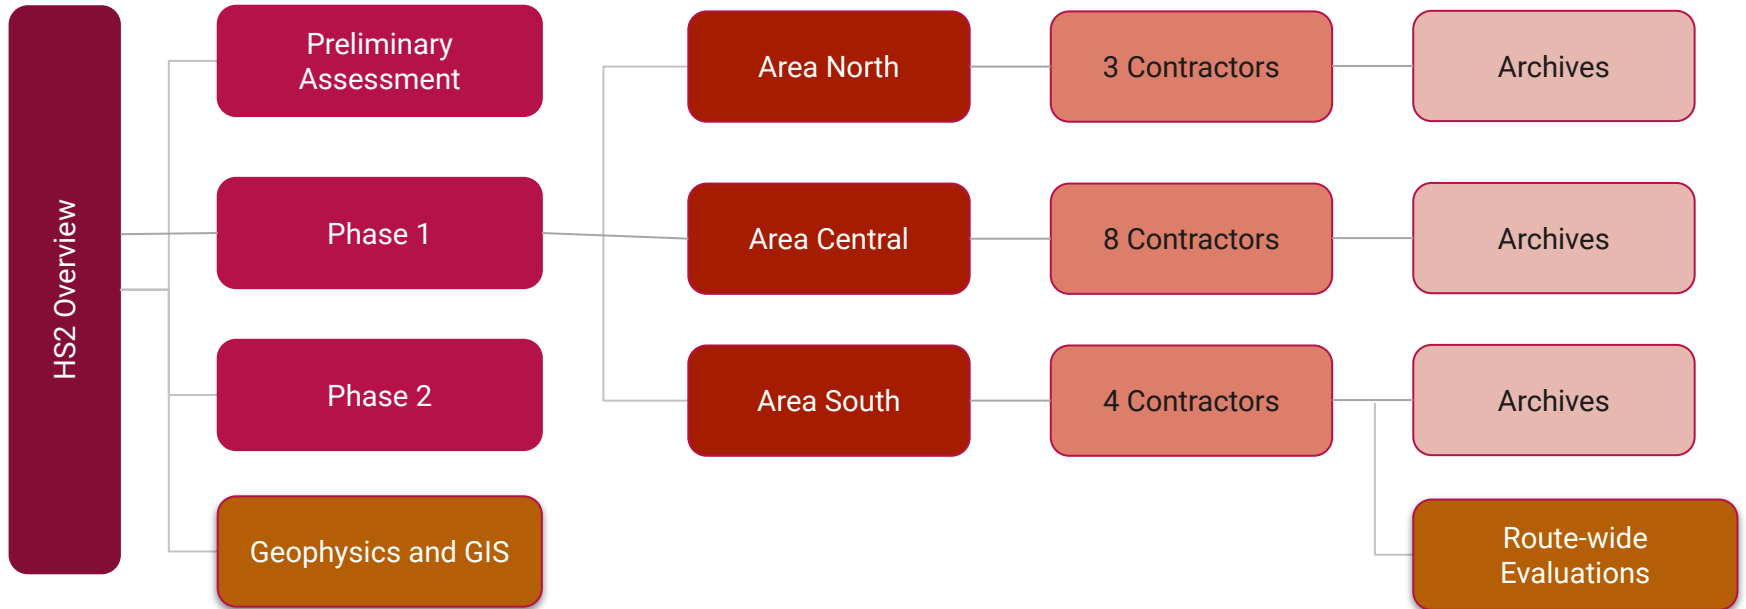 HS2 Overview
Preliminary
Assessment
Phase 1
Phase 2
Geophysics and GIS
Area North
3 Contractors
Archives
Area Central
8 Contractors
Archives
Area South
4 Contractors
Archives
Route-wide
Evaluations